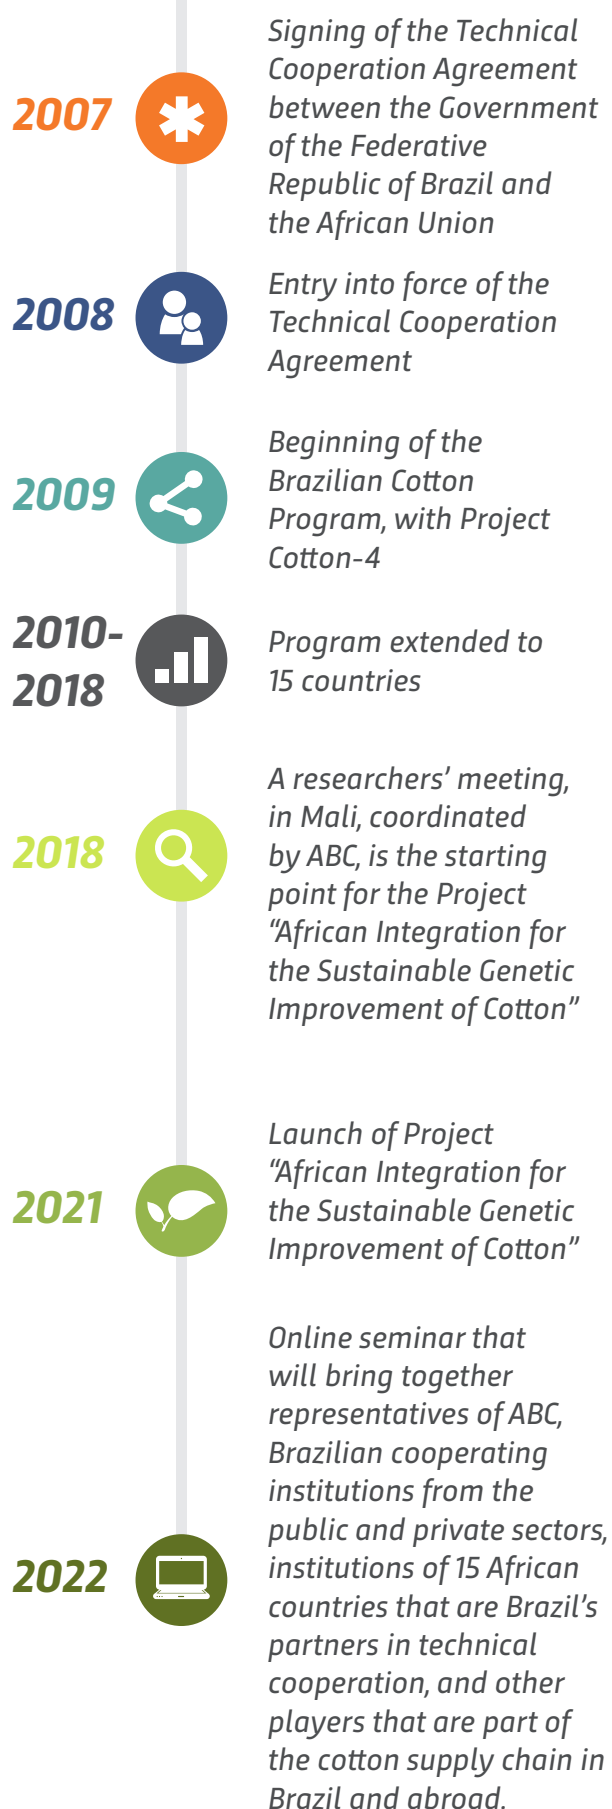 2007
Signing of the Technical
Cooperation Agreement
between the Government
of the Federative
Republic of Brazil and
the African Union
2008
Entry into force of the
Technical Cooperation
Agreement
2009
Beginning of the
Brazilian Cotton
Program, with Project
Cotton-4
2010-
2018
Program extended to
15 countries
2018
A researchers’ meeting,
in Mali, coordinated
by ABC, is the starting
point for the Project
“African Integration for
the Sustainable Genetic
Improvement of Cotton”
2021
Launch of Project
“African Integration for
the Sustainable Genetic
Improvement of Cotton”
2022
Online seminar that
will bring together
representatives of ABC,
Brazilian cooperating
institutions from the
public and private sectors,
institutions of 15 African
countries that are Brazil’s
partners in technical
cooperation, and other
players that are part of
the cotton supply chain in
Brazil and abroad.